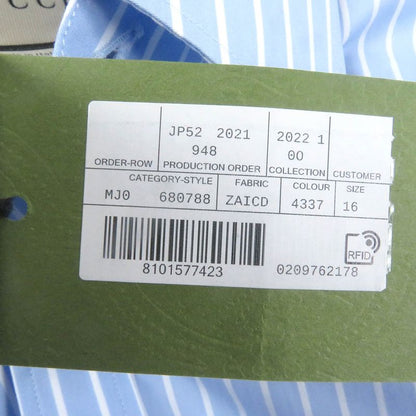 JP52 2021 2022 1
948 00
ORDER-ROW PRODUCTION ORDER COLLECTION CUSTOMER
CATEGORY-STYLE FABRIC COLOUR SIZE
MJ0 680788 ZAICD 4337 16
RFID
8101577423 0209762178